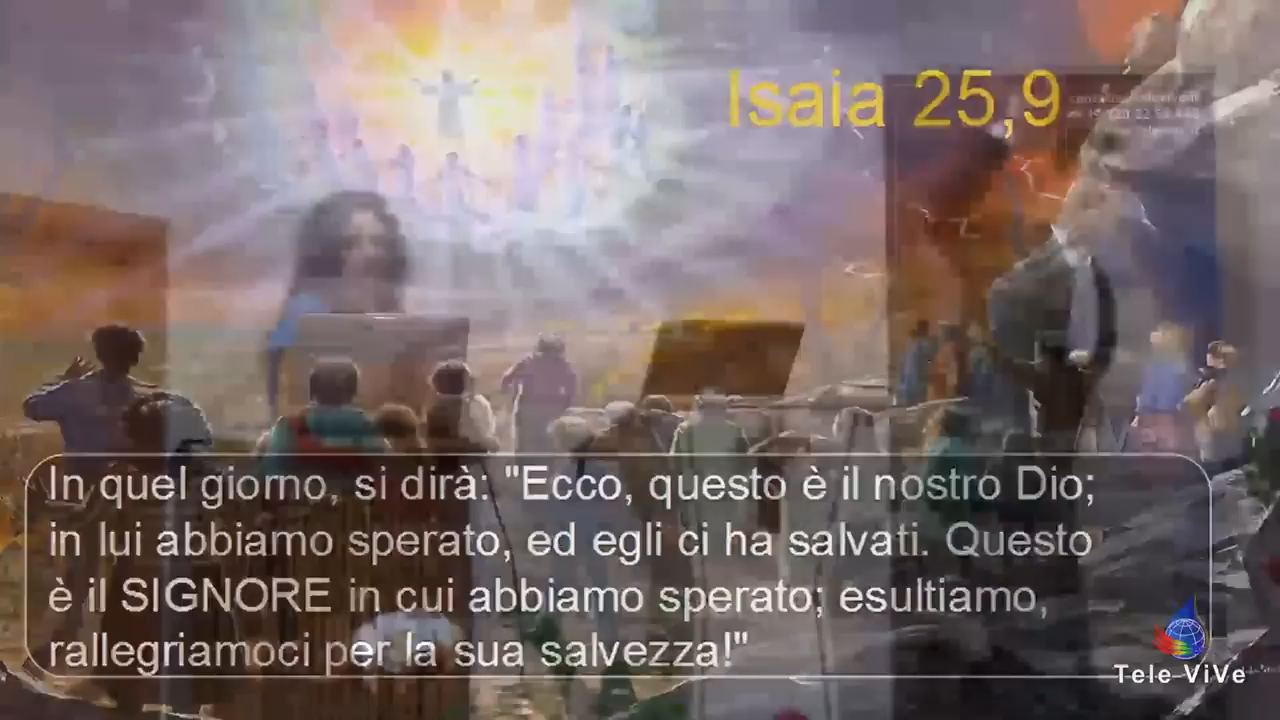 Isaia 25,9
In quel giorno, si dirà: "Ecco, questo è il nostro Dio;
in lui abbiamo sperato, ed egli ci ha salvati. Questo
è il SIGNORE in cui abbiamo sperato; esultiamo,
rallegriamoci per la sua salvezza!"
Tele ViVe